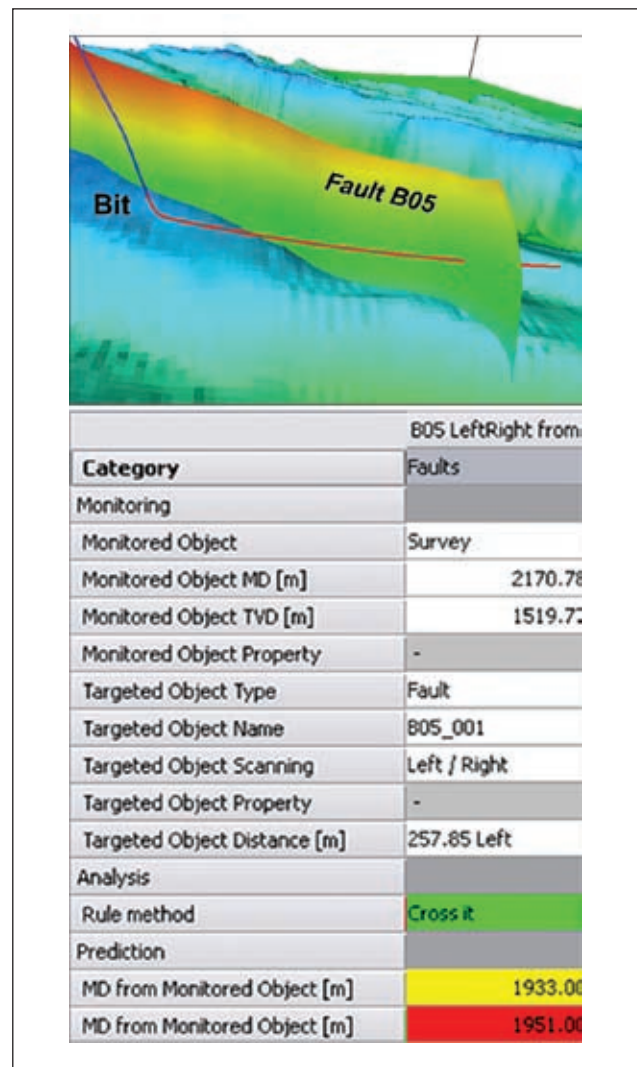 Fault B05
Bit
B05 LeftRight from
Category Faults
Monitoring
Monitored Object Survey
Monitored Object MD [m] 2170.78
Monitored Object TVD [m] 1519.72
Monitored Object Property -
Targeted Object Type Fault
Targeted Object Name B05_001
Targeted Object Scanning Left / Right
Targeted Object Property -
Targeted Object Distance [m] 257.85 Left
Analysis
Rule method Cross it
Prediction
MD from Monitored Object [m] 1933.00
MD from Monitored Object [m] 1951.00